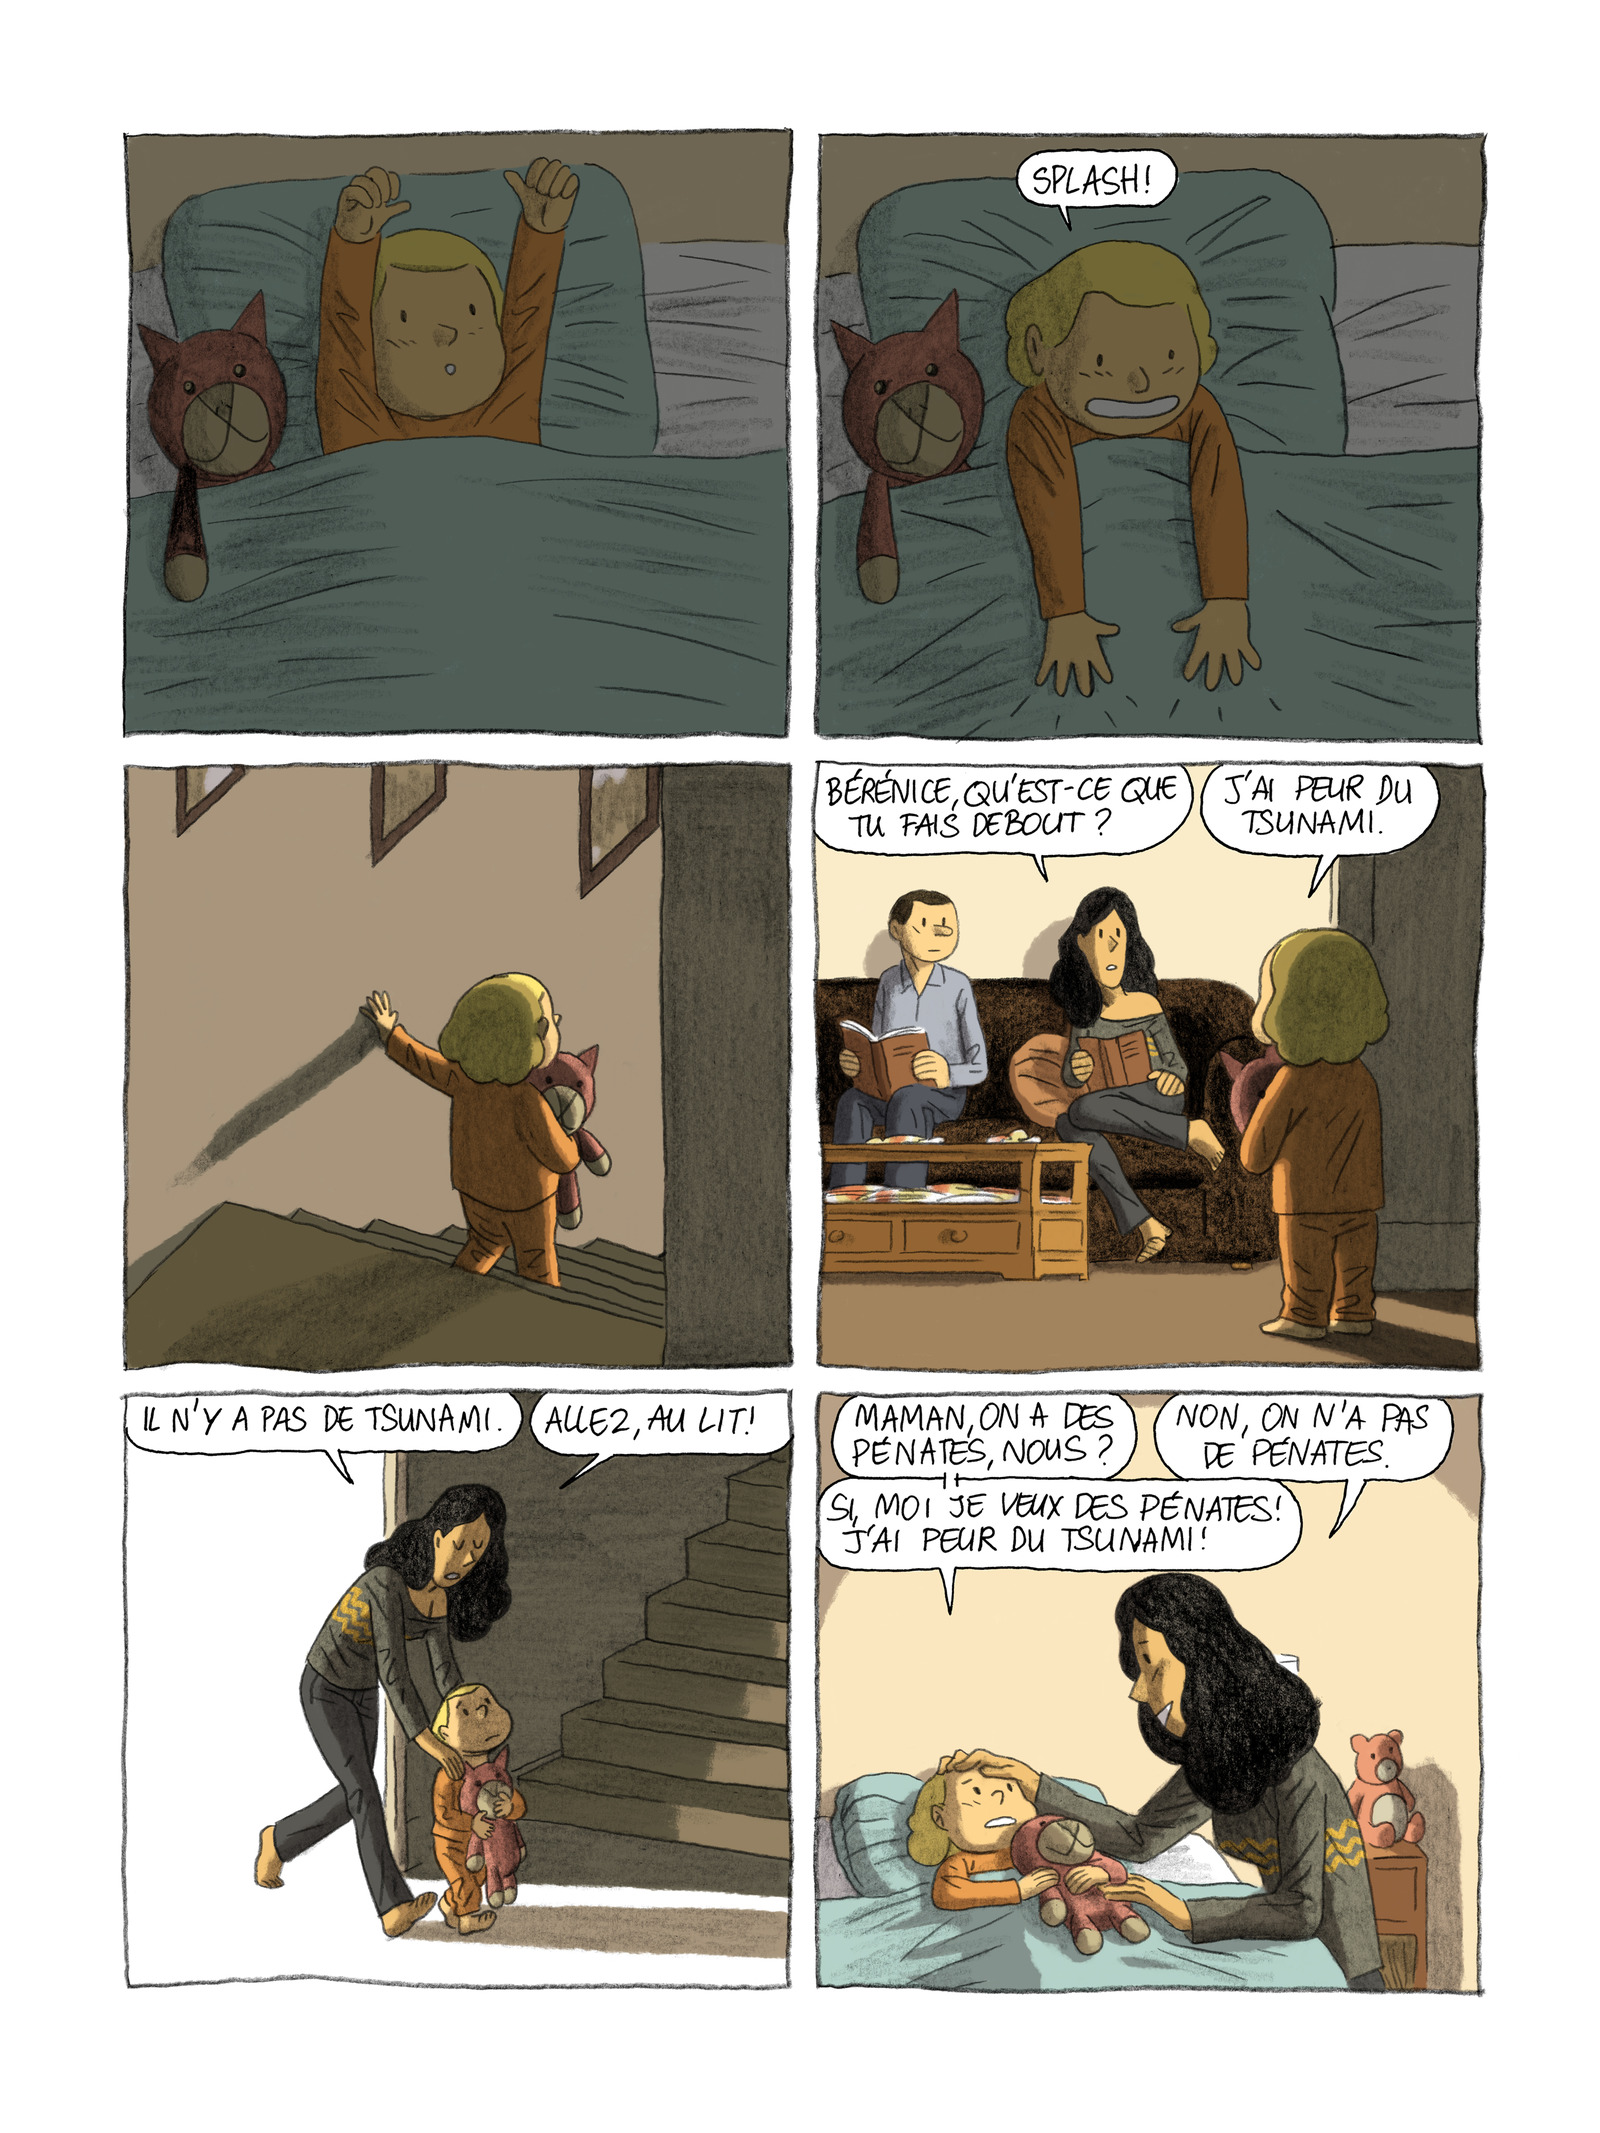 SPLASH!
BÉRÉNICE, QU'EST-CE QUE
TU FAIS DEBOUT ?
J'AI PEUR DU
TSUNAMI.
IL N'Y A PAS DE TSUNAMI.
ALLEZ, AU LIT!
MAMAN, ON A DES
PÉNATES, NOUS ?
NON, ON N'A PAS
DE PÉNATES.
SI, MOI JE VEUX DES PÉNATES!
J'AI PEUR DU TSUNAMI!